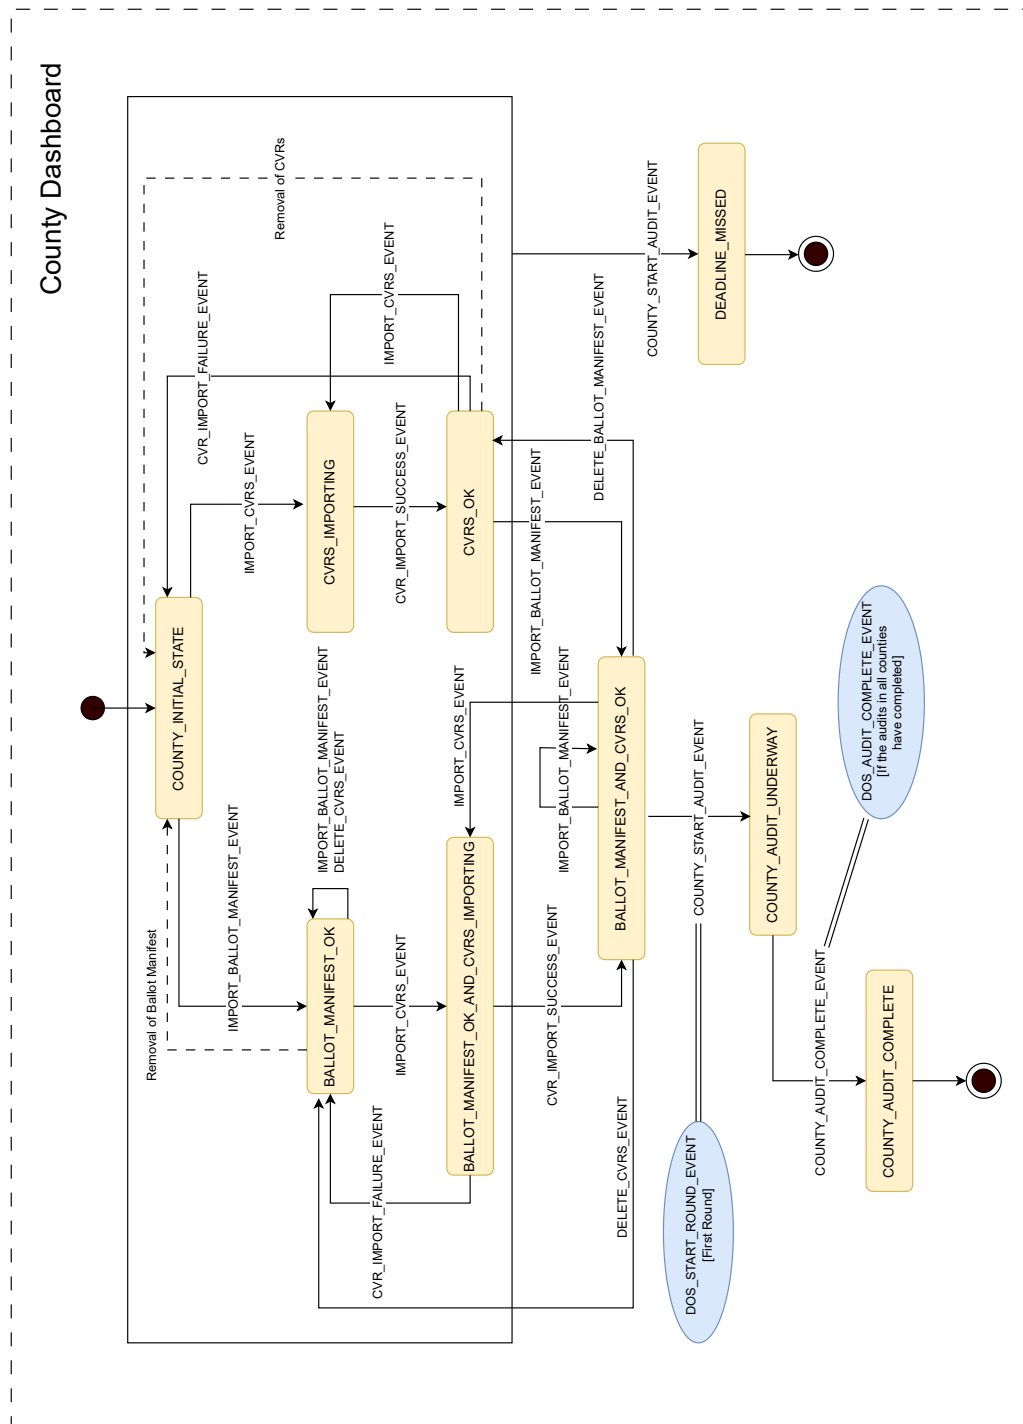 County Dashboard
COUNTY_INITIAL_STATE
Removal of CVRs
CVR_IMPORT_FAILURE_EVENT
IMPORT_CVRS_EVENT
IMPORT_CVRS_EVENT
CVRS_IMPORTING
CVR_IMPORT_SUCCESS_EVENT
CVRS_OK
Removal of Ballot Manifest
IMPORT_BALLOT_MANIFEST_EVENT
IMPORT_BALLOT_MANIFEST_EVENT
DELETE_CVRS_EVENT
BALLOT_MANIFEST_OK
IMPORT_CVRS_EVENT
CVR_IMPORT_FAILURE_EVENT
BALLOT_MANIFEST_OK_AND_CVRS_IMPORTING
IMPORT_CVRS_EVENT
CVR_IMPORT_SUCCESS_EVENT
IMPORT_BALLOT_MANIFEST_EVENT
IMPORT_BALLOT_MANIFEST_EVENT
DELETE_BALLOT_MANIFEST_EVENT
BALLOT_MANIFEST_AND_CVRS_OK
DELETE_CVRS_EVENT
COUNTY_START_AUDIT_EVENT
DEADLINE_MISSED
COUNTY_START_AUDIT_EVENT
DOS_START_ROUND_EVENT
[First Round]
COUNTY_AUDIT_UNDERWAY
COUNTY_AUDIT_COMPLETE_EVENT
DOS_AUDIT_COMPLETE_EVENT
[If the audits in all counties
have completed]
COUNTY_AUDIT_COMPLETE